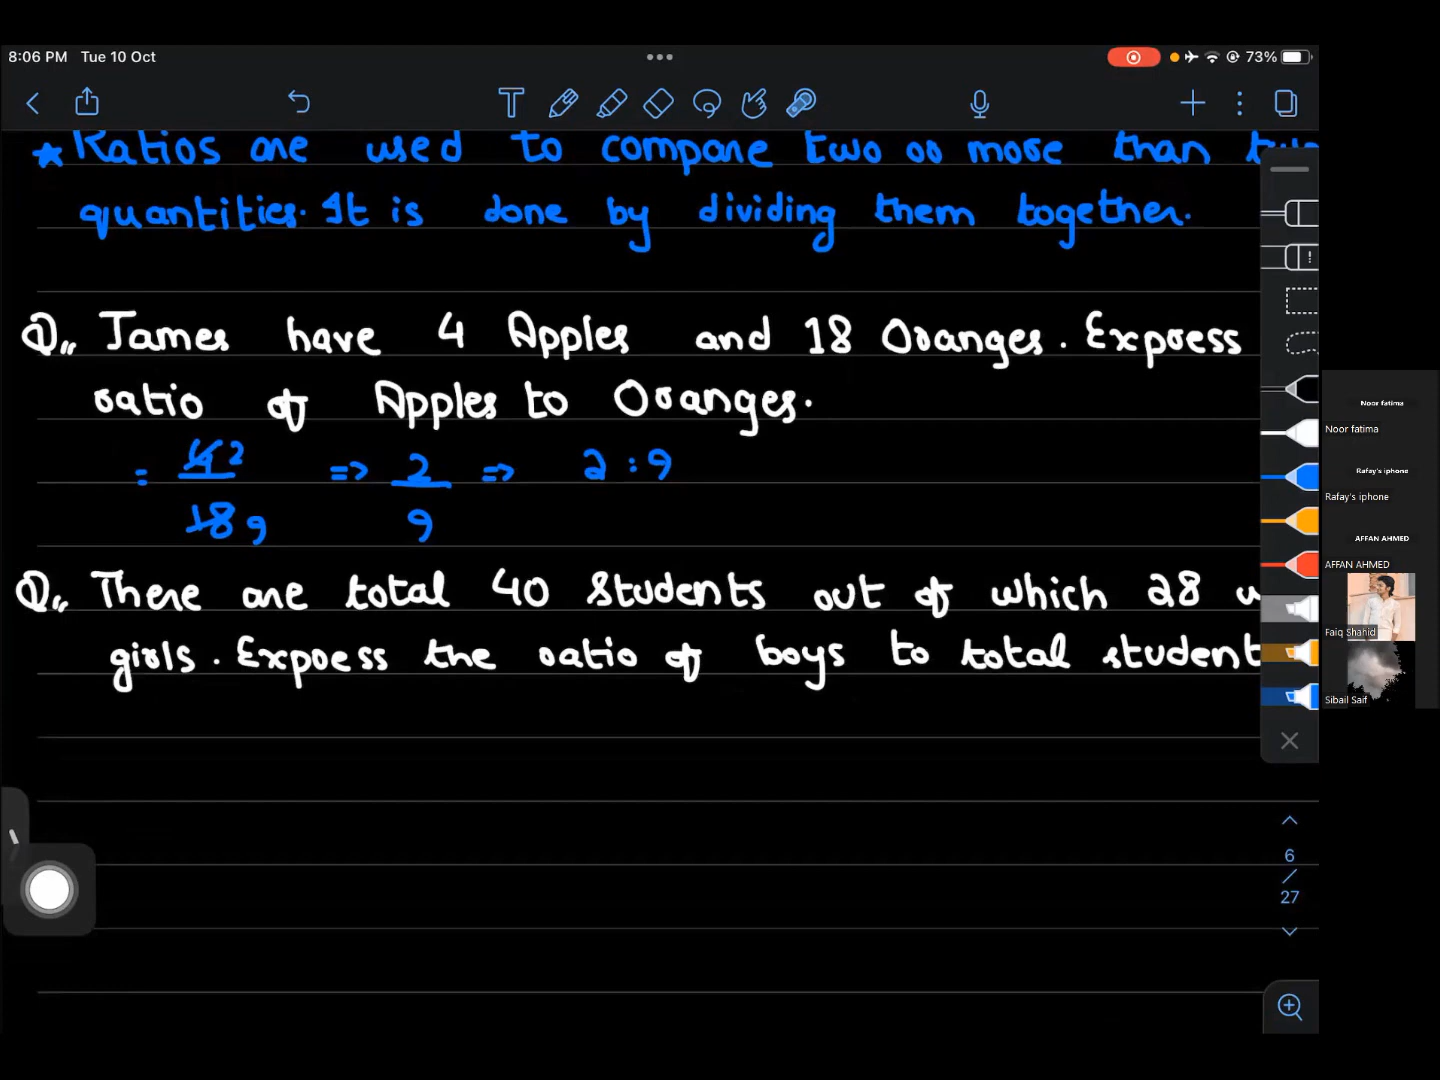 8:06 PM Tue 10 Oct
73%
★ Ratios are used to compare two or more than two
quantities. It is done by dividing them together.
Q,, James have 4 Apples and 18 Oranges. Express
ratio of Apples to Oranges.
= 4 2 => 2 => 2 : 9
18 9 9
Q,, There are total 40 Students out of which 28 w
girls. Express the ratio of boys to total student
6
/
27
Noor fatima
Noor fatima
Rafay's iphone
Rafay's iphone
AFFAN AHMED
AFFAN AHMED
Faiq Shahid
Sibail Saif